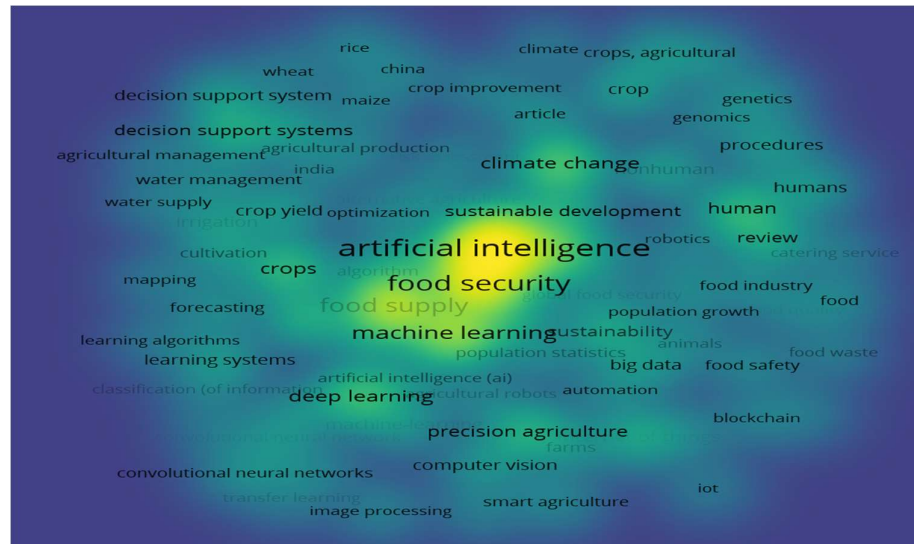 rice
climate
crops, agricultural
wheat
china
decision support system
maize
crop improvement
crop
genetics
article
genomics
decision support systems
agricultural production
procedures
agricultural management
india
climate change
nonhuman
water management
humans
water supply
irrigation
crop yield
optimization
sustainable development
human
robotics
review
artificial intelligence
catering service
cultivation
crops
algorithm
mapping
food security
food industry
global food security
food
forecasting
food supply
population growth
learning algorithms
machine learning
sustainability
animals
learning systems
population statistics
big data
food safety
food waste
artificial intelligence (ai)
classification (of information
deep learning
agricultural robots
automation
blockchain
precision agriculture
farms
convolutional neural networks
computer vision
transfer learning
image processing
smart agriculture
iot